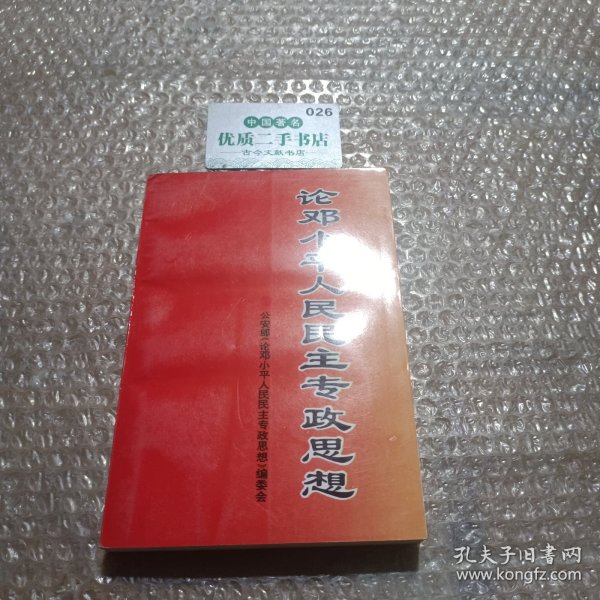 026
中国著名
优质二手书店
古今文献书店
论邓小平人民民主专政思想
公安部《论邓小平人民民主专政思想》编委会
孔夫子旧书网
www.kongfz.com